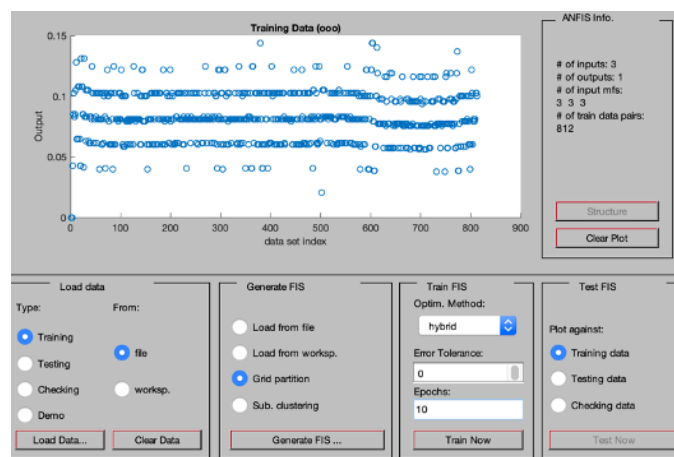 Training Data (ooo)
0.15
0.1
0.05
0
Output
0 100 200 300 400 500 600 700 800 900
data set index
ANFIS Info.
# of inputs: 3
# of outputs: 1
# of input mfs:
3 3 3
# of train data pairs:
812
Structure
Clear Plot
Load data
Type:
From:
Training
Testing
Checking
Demo
file
worksp.
Load Data...
Clear Data
Generate FIS
Load from file
Load from worksp.
Grid partition
Sub. clustering
Generate FIS ...
Train FIS
Optim. Method:
hybrid
Error Tolerance:
0
Epochs:
10
Train Now
Test FIS
Plot against:
Training data
Testing data
Checking data
Test Now